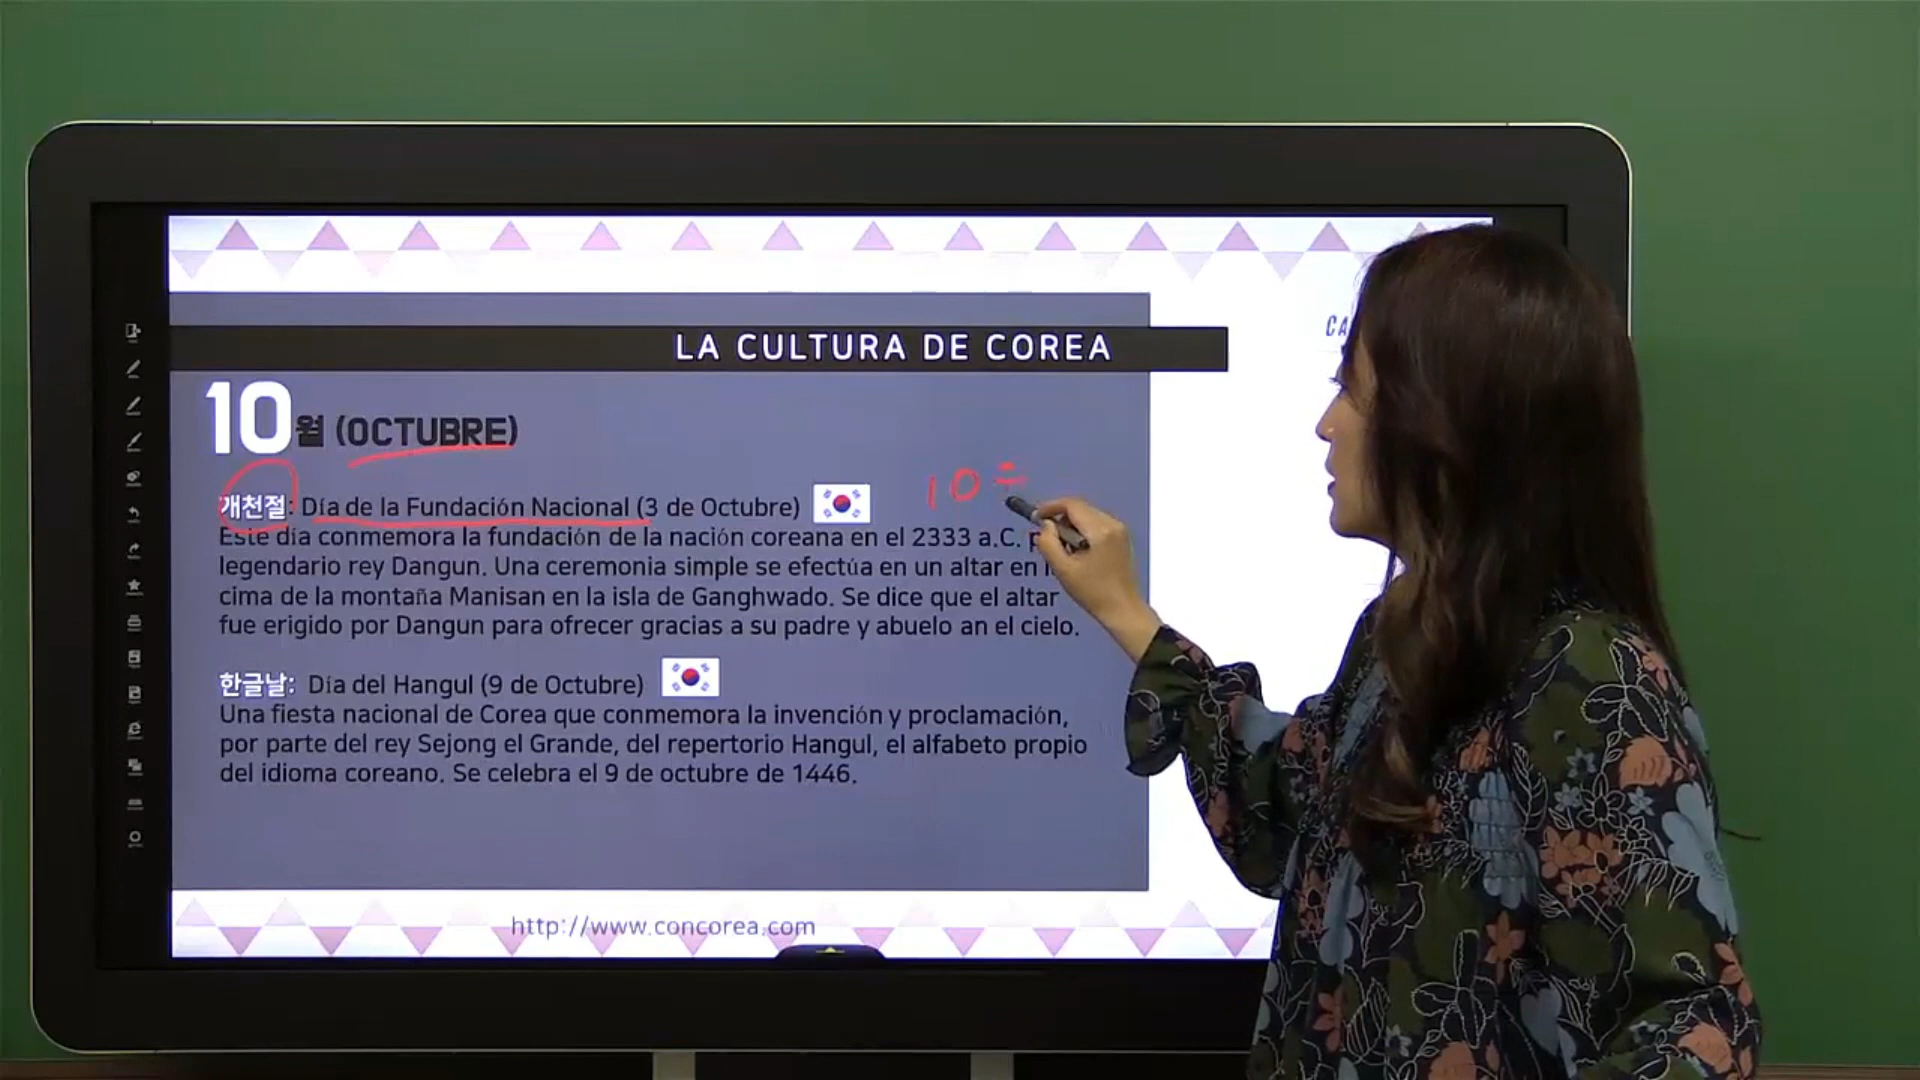 LA CULTURA DE COREA
CA
10월 (OCTUBRE)
10
개천절: Día de la Fundación Nacional (3 de Octubre)
Este día conmemora la fundación de la nación coreana en el 2333 a.C.
legendario rey Dangun. Una ceremonia simple se efectúa en un altar en
cima de la montaña Manisan en la isla de Ganghwado. Se dice que el altar
fue erigido por Dangun para ofrecer gracias a su padre y abuelo an el cielo.
한글날: Día del Hangul (9 de Octubre)
Una fiesta nacional de Corea que conmemora la invención y proclamación,
por parte del rey Sejong el Grande, del repertorio Hangul, el alfabeto propio
del idioma coreano. Se celebra el 9 de octubre de 1446.
http://www.concorea.com